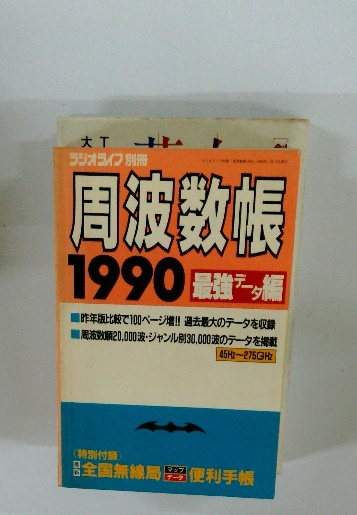 大工
ラジオライフ 別冊
周波数帳
1990 最強データ編
■昨年版比較で100ページ増!! 過去最大のデータを収録
■周波数順20,000波・ジャンル別30,000波のデータを掲載
45Hz～275GHz
〈特別付録〉
最新 全国無線局 マップデータ 便利手帳